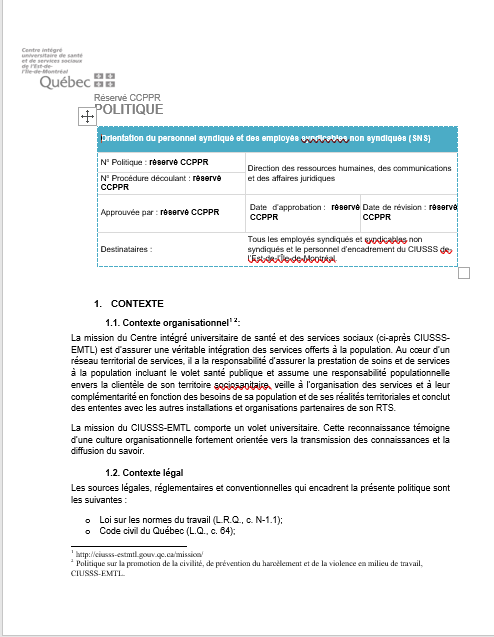 Centre intégré
universitaire de santé
et de services sociaux
de l'Est-de-
l'Île-de-Montréal
Québec
Réservé CCPPR
POLITIQUE
Orientation du personnel syndiqué et des employés syndicables non syndiqués (SNS)
N° Politique : réservé CCPPR
Direction des ressources humaines, des communications
et des affaires juridiques
N° Procédure découlant : réservé
CCPPR
Approuvée par : réservé CCPPR
Date d'approbation : réservé
CCPPR
Date de révision : réservé
CCPPR
Destinataires :
Tous les employés syndiqués et syndicables non
syndiqués et le personnel d'encadrement du CIUSSS de
l'Est-de-l'Île-de-Montréal.
1. CONTEXTE
1.1. Contexte organisationnel1 2:
La mission du Centre intégré universitaire de santé et des services sociaux (ci-après CIUSSS-
EMTL) est d'assurer une véritable intégration des services offerts à la population. Au cœur d'un
réseau territorial de services, il a la responsabilité d'assurer la prestation de soins et de services
à la population incluant le volet santé publique et assume une responsabilité populationnelle
envers la clientèle de son territoire sociosanitaire, veille à l'organisation des services et à leur
complémentarité en fonction des besoins de sa population et de ses réalités territoriales et conclut
des ententes avec les autres installations et organisations partenaires de son RTS.
La mission du CIUSSS-EMTL comporte un volet universitaire. Cette reconnaissance témoigne
d'une culture organisationnelle fortement orientée vers la transmission des connaissances et la
diffusion du savoir.
1.2. Contexte légal
Les sources légales, réglementaires et conventionnelles qui encadrent la présente politique sont
les suivantes :
o Loi sur les normes du travail (L.R.Q., c. N-1.1);
o Code civil du Québec (L.Q., c. 64);
1 http://ciusss-estmtl.gouv.qc.ca/mission/
2 Politique sur la promotion de la civilité, de prévention du harcèlement et de la violence en milieu de travail,
CIUSSS-EMTL.